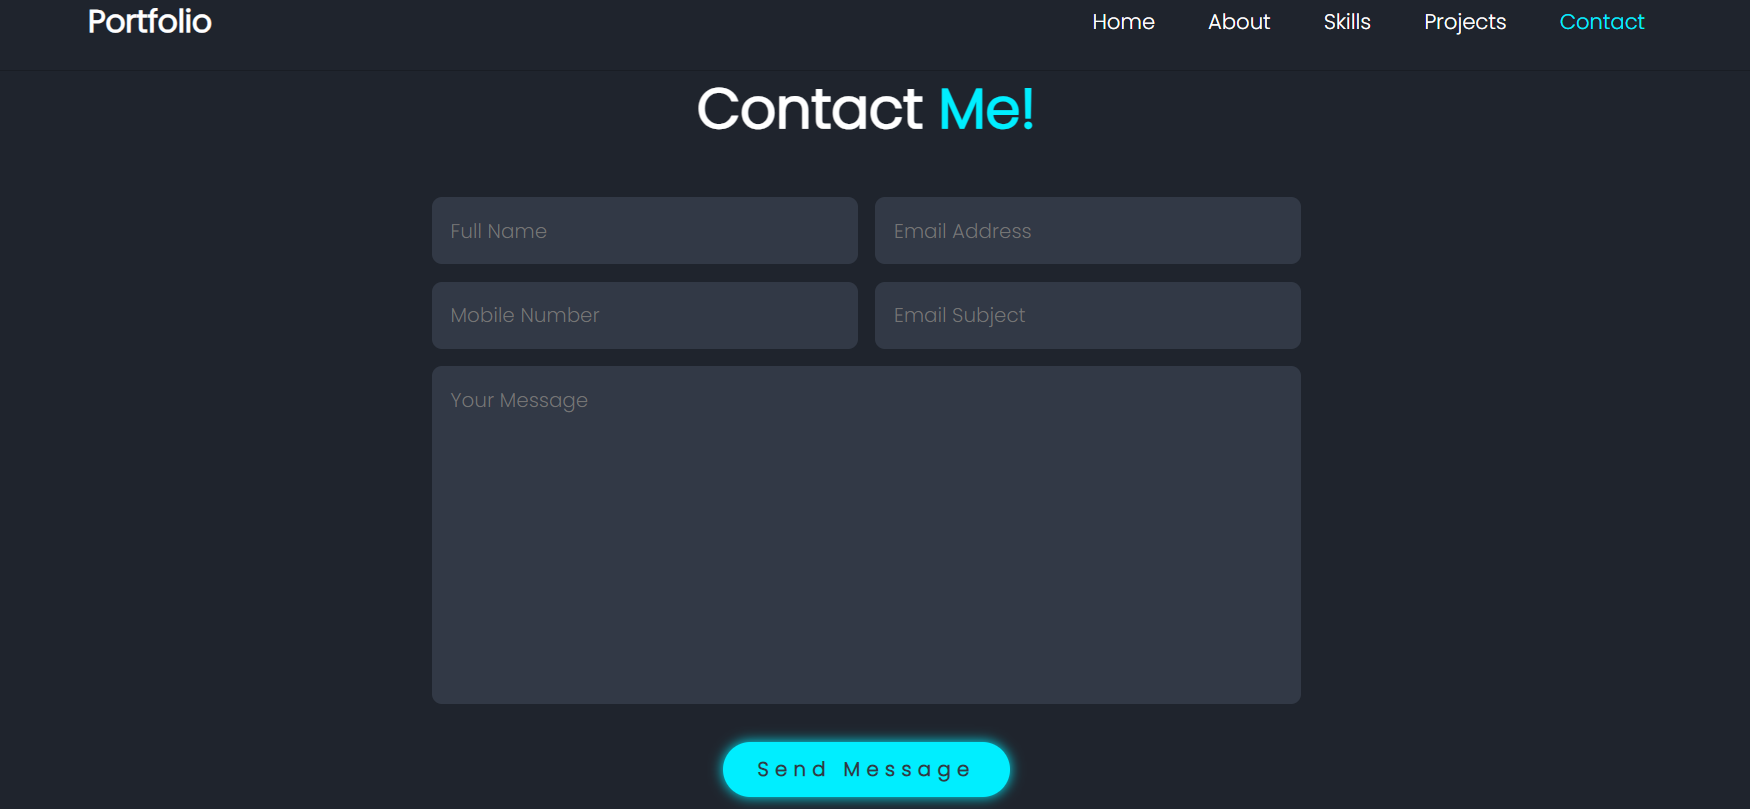 Portfolio Home About Skills Projects Contact
Contact Me!
Full Name Email Address
Mobile Number Email Subject
Your Message
Send Message